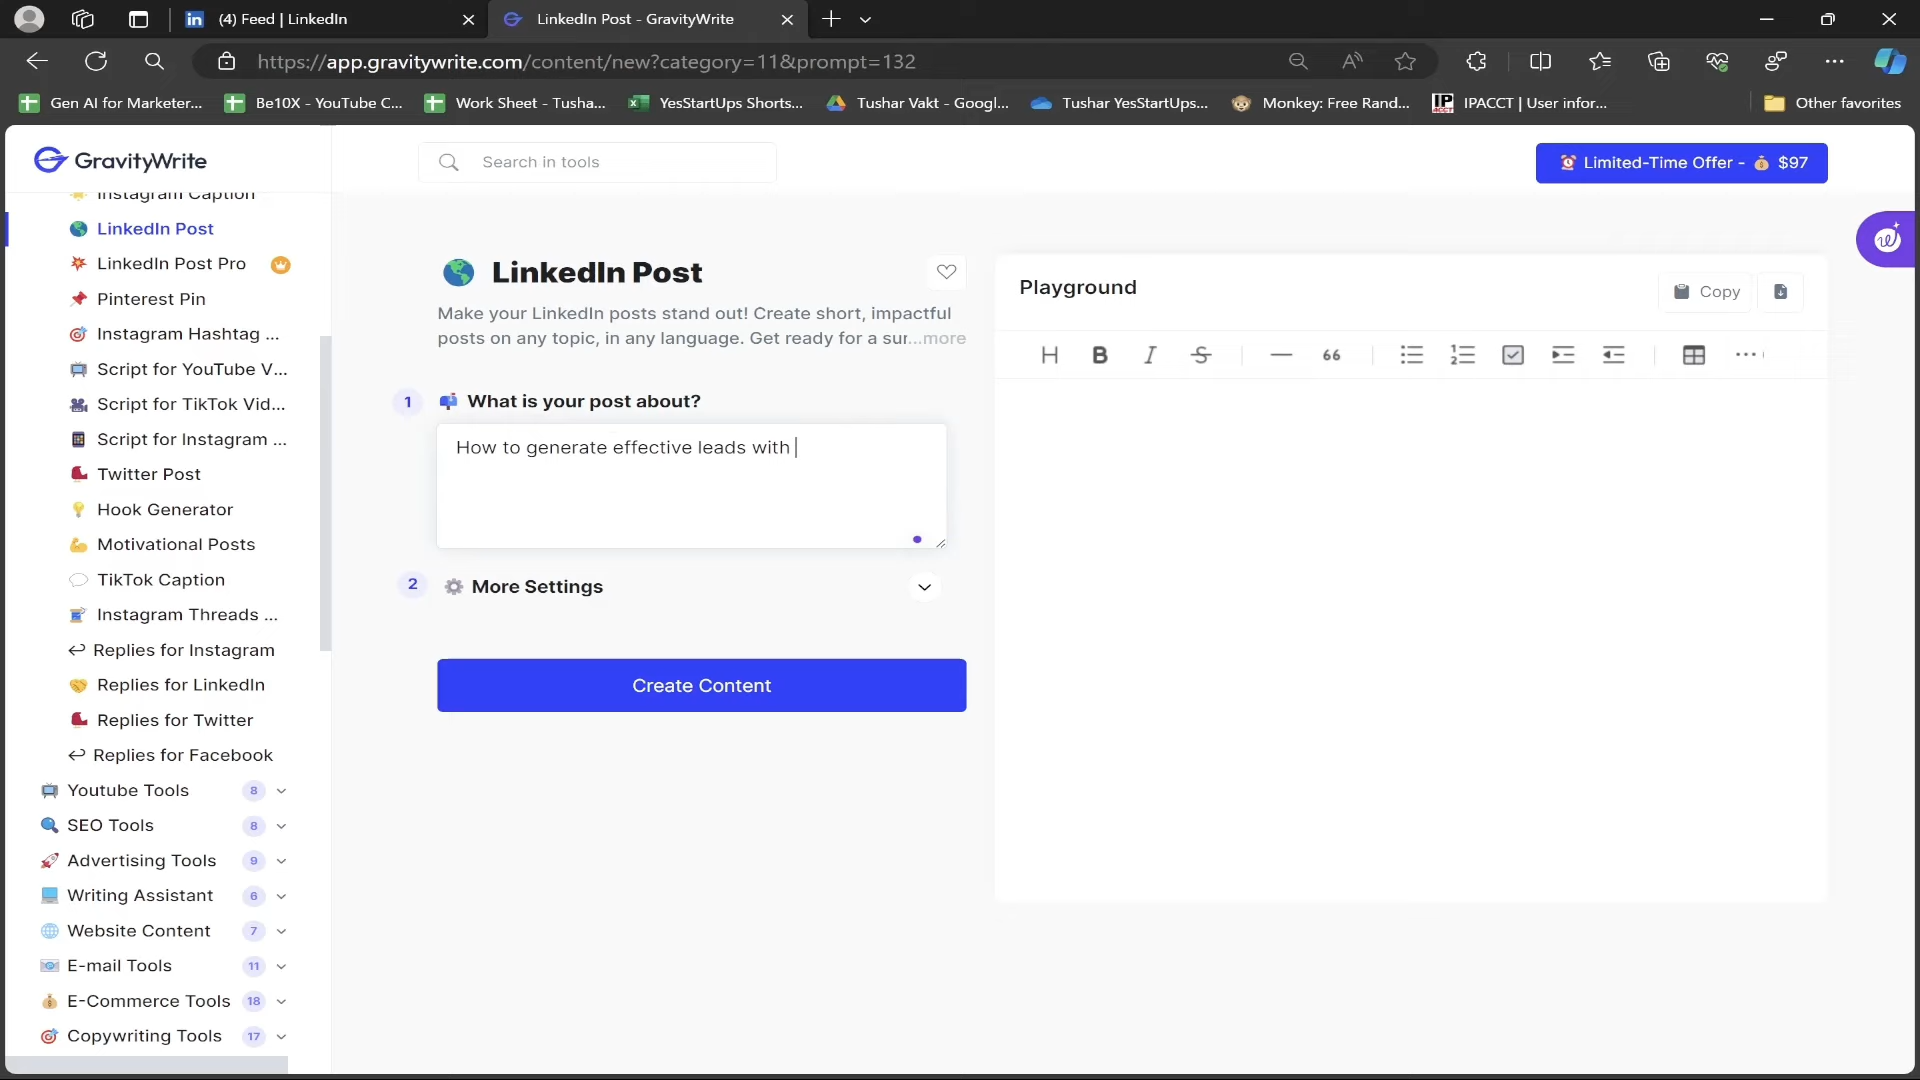 (4) Feed | LinkedIn
LinkedIn Post - GravityWrite
https://app.gravitywrite.com/content/new?category=11&prompt=132
Gen AI for Marketer...
Be10X - YouTube C...
Work Sheet - Tusha...
YesStartUps Shorts...
Tushar Vakt - Googl...
Tushar YesStartUps...
Monkey: Free Rand...
IPACCT | User infor...
Other favorites
GravityWrite
Search in tools
Limited-Time Offer - $97
Instagram Caption
LinkedIn Post
LinkedIn Post Pro
Pinterest Pin
Instagram Hashtag ...
Script for YouTube V...
Script for TikTok Vid...
Script for Instagram ...
Twitter Post
Hook Generator
Motivational Posts
TikTok Caption
Instagram Threads ...
Replies for Instagram
Replies for LinkedIn
Replies for Twitter
Replies for Facebook
Youtube Tools 8
SEO Tools 8
Advertising Tools 9
Writing Assistant 6
Website Content 7
E-mail Tools 11
E-Commerce Tools 18
Copywriting Tools 17
LinkedIn Post
Make your LinkedIn posts stand out! Create short, impactful
posts on any topic, in any language. Get ready for a sur...more
1 What is your post about?
How to generate effective leads with
2 More Settings
Create Content
Playground
Copy